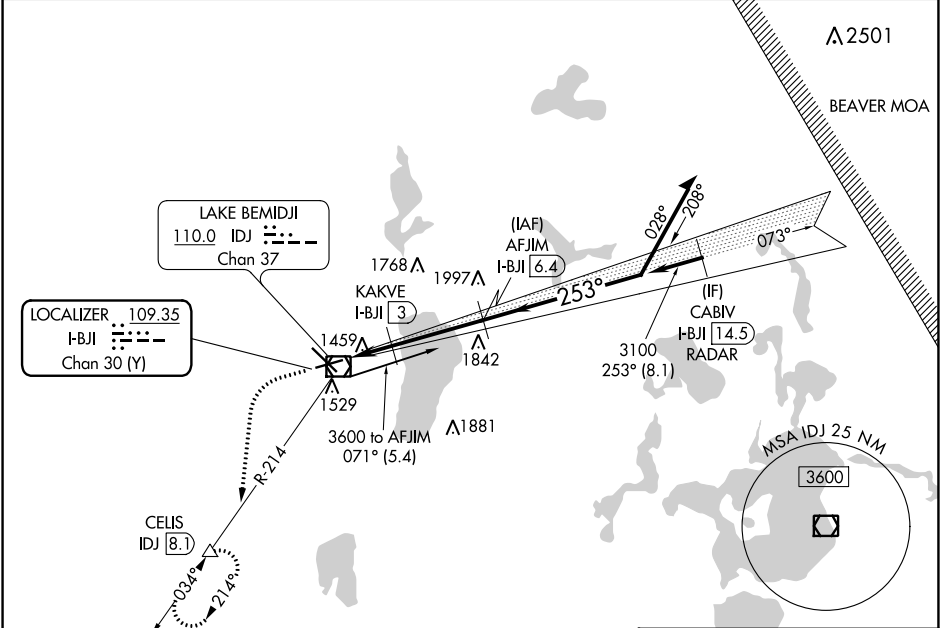 2501
BEAVER MOA
LAKE BEMIDJI
110.0 IDJ
Chan 37
LOCALIZER 109.35
I-BJI
Chan 30 (Y)
(IAF)
AFJIM
I-BJI 6.4
1768
1997
KAKVE
I-BJI 3
1459
1842
1529
1881
028°
208°
073°
253°
(IF)
CABIV
I-BJI 14.5
RADAR
3100
253° (8.1)
3600 to AFJIM
071° (5.4)
R-214
CELIS
IDJ 8.1
034°
214°
MSA IDJ 25 NM
3600